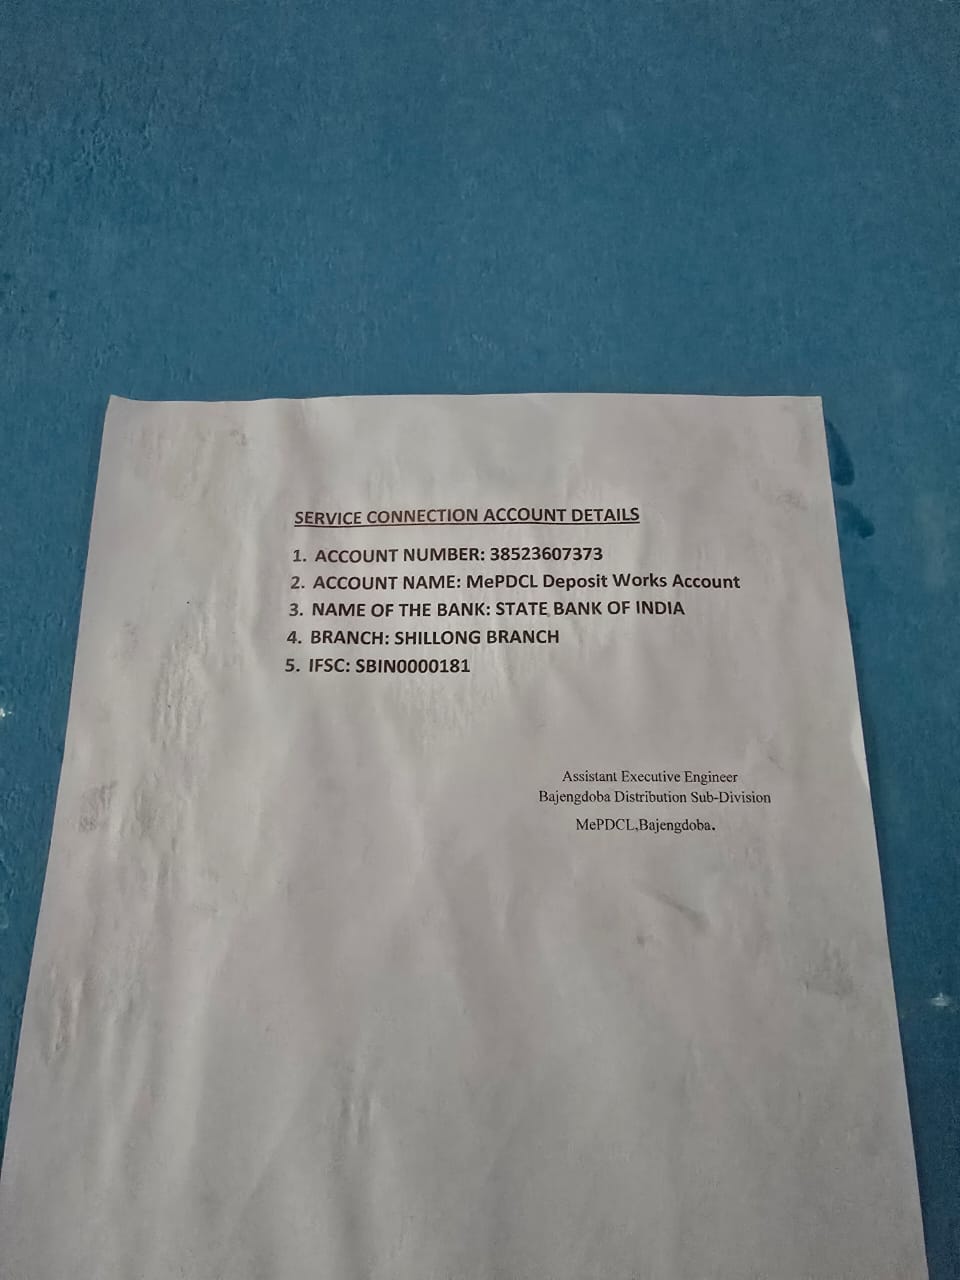 SERVICE CONNECTION ACCOUNT DETAILS
1. ACCOUNT NUMBER: 38523607373
2. ACCOUNT NAME: MePDCL Deposit Works Account
3. NAME OF THE BANK: STATE BANK OF INDIA
4. BRANCH: SHILLONG BRANCH
5. IFSC: SBIN0000181
Assistant Executive Engineer
Bajengdoba Distribution Sub-Division
MePDCL,Bajengdoba.